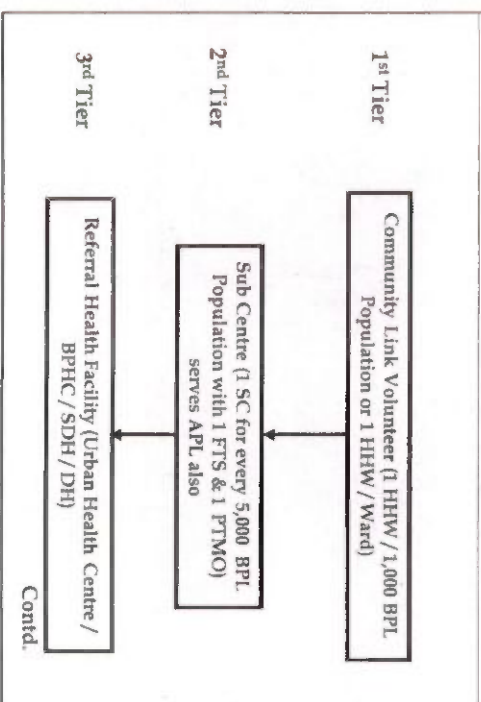 1st Tier
Community Link Volunteer (1 HHW / 1,000 BPL
Population or 1 HHW / Ward)
2nd Tier
Sub Centre (1 SC for every 5,000 BPL
Population with 1 FTS & 1 PTMO)
serves APL also
3rd Tier
Referral Health Facility (Urban Health Centre /
BPHC / SDH / DH)
Contd.